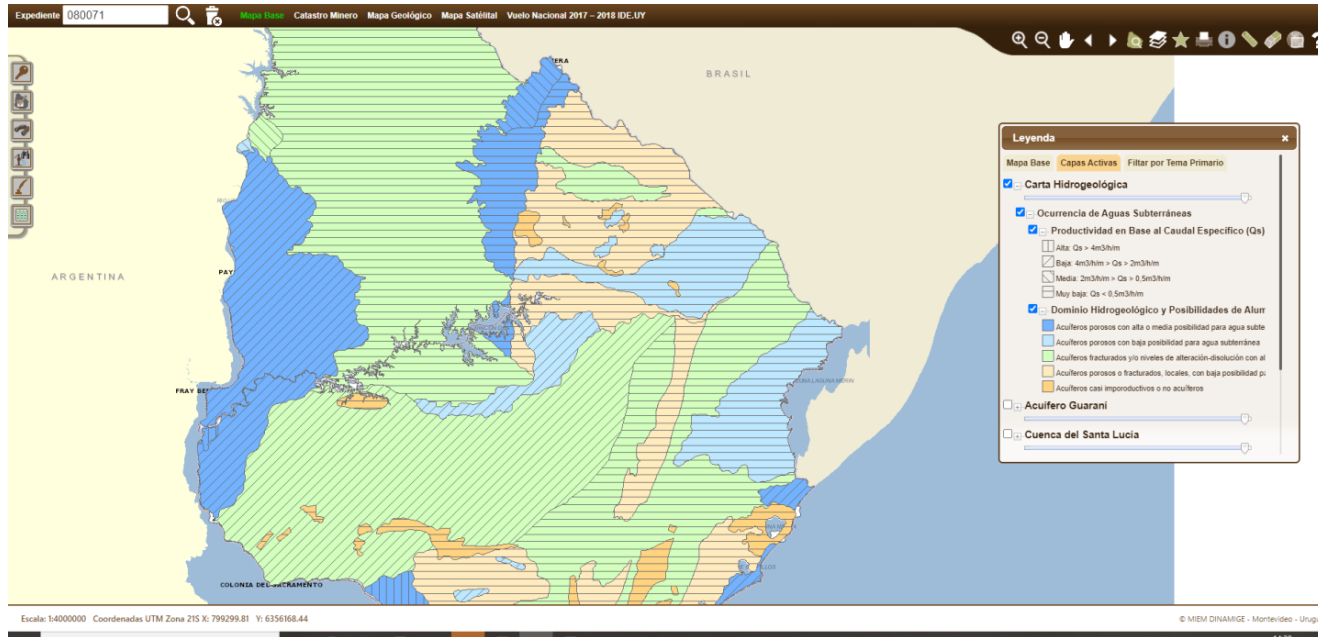 Expediente 080071 Mapa Base Catastro Minero Mapa Geológico Mapa Satélital Vuelo Nacional 2017 – 2018 IDE.UY
BRASIL
ARGENTINA
PAY
FRAY BE
COLONIA DEL SACRAMENTO
Leyenda ×
Mapa Base Capas Activas Filtrar por Tema Primario
Carta Hidrogeológica
Ocurrencia de Aguas Subterráneas
Productividad en Base al Caudal Específico (Qs)
Alta: Qs > 4m3/h/m
Baja: 4m3/h/m > Qs > 2m3/h/m
Media: 2m3/h/m > Qs > 0,5m3/h/m
Muy baja: Qs < 0,5m3/h/m
Dominio Hidrogeológico y Posibilidades de Alum
Acuíferos porosos con alta o media posibilidad para agua subte
Acuíferos porosos con baja posibilidad para agua subterránea
Acuíferos fracturados y/o niveles de alteración-disolución con al
Acuíferos porosos o fracturados, locales, con baja posibilidad pa
Acuíferos casi improductivos o no acuíferos
Acuifero Guarani
Cuenca del Santa Lucia
Escala: 1:4000000 Coordenadas UTM Zona 21S X: 799299.81 Y: 6356168.44
© MIEM DINAMIGE - Montevideo - Urugu